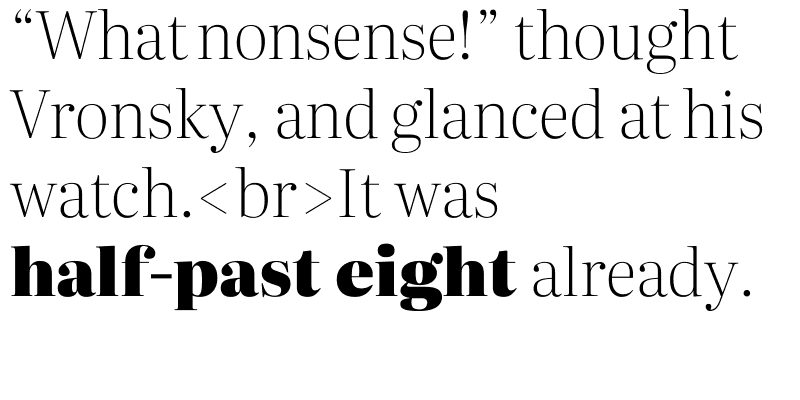 “What nonsense!” thought
Vronsky, and glanced at his
watch.<br>It was
half-past eight already.